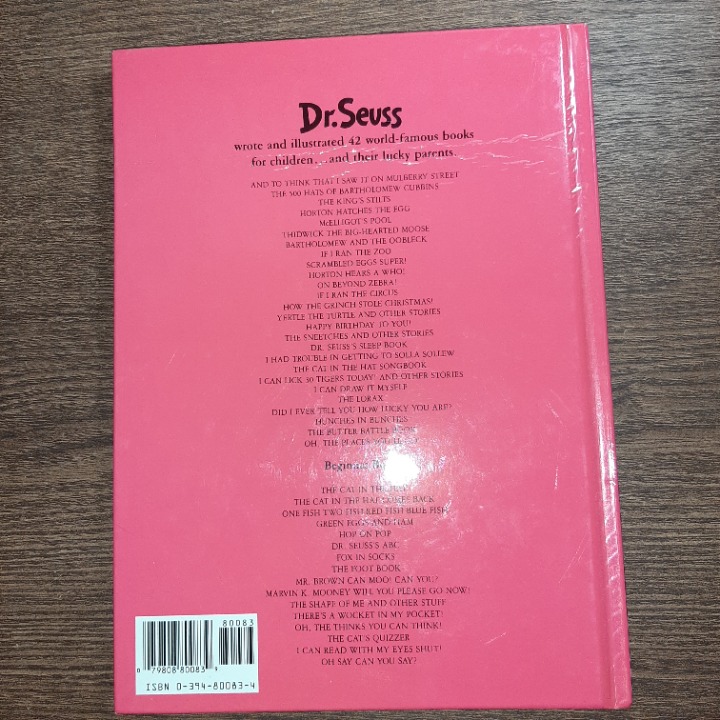 Dr. Seuss
wrote and illustrated 42 world-famous books
for children...and their lucky parents.
AND TO THINK THAT I SAW IT ON MULBERRY STREET
THE 500 HATS OF BARTHOLOMEW CUBBINS
THE KING'S STILTS
HORTON HATCHES THE EGG
McELLIGOT'S POOL
THIDWICK THE BIG-HEARTED MOOSE
BARTHOLOMEW AND THE OOBLECK
IF I RAN THE ZOO
SCRAMBLED EGGS SUPER!
HORTON HEARS A WHO!
ON BEYOND ZEBRA!
IF I RAN THE CIRCUS
HOW THE GRINCH STOLE CHRISTMAS!
YERTLE THE TURTLE AND OTHER STORIES
HAPPY BIRTHDAY TO YOU!
THE SNEETCHES AND OTHER STORIES
DR. SEUSS'S SLEEP BOOK
I HAD TROUBLE IN GETTING TO SOLLA SOLLEW
THE CAT IN THE HAT SONGBOOK
I CAN LICK 30 TIGERS TODAY! AND OTHER STORIES
I CAN DRAW IT MYSELF
THE LORAX
DID I EVER TELL YOU HOW LUCKY YOU ARE?
HUNCHES IN BUNCHES
THE BUTTER BATTLE BOOK
OH, THE PLACES
Beginner
THE CAT IN THE HAT
THE CAT IN THE HAT COMES BACK
ONE FISH TWO FISH RED FISH BLUE FISH
GREEN EGGS AND HAM
HOP ON POP
DR. SEUSS'S ABC
FOX IN SOCKS
THE FOOT BOOK
MR. BROWN CAN MOO! CAN YOU?
MARVIN K. MOONEY WILL YOU PLEASE GO NOW!
THE SHAPE OF ME AND OTHER STUFF
THERE'S A WOCKET IN MY POCKET!
OH, THE THINKS YOU CAN THINK!
THE CAT'S QUIZZER
I CAN READ WITH MY EYES SHUT!
OH SAY CAN YOU SAY?
80083
0 79808 80083
ISBN 0-394-80083-4